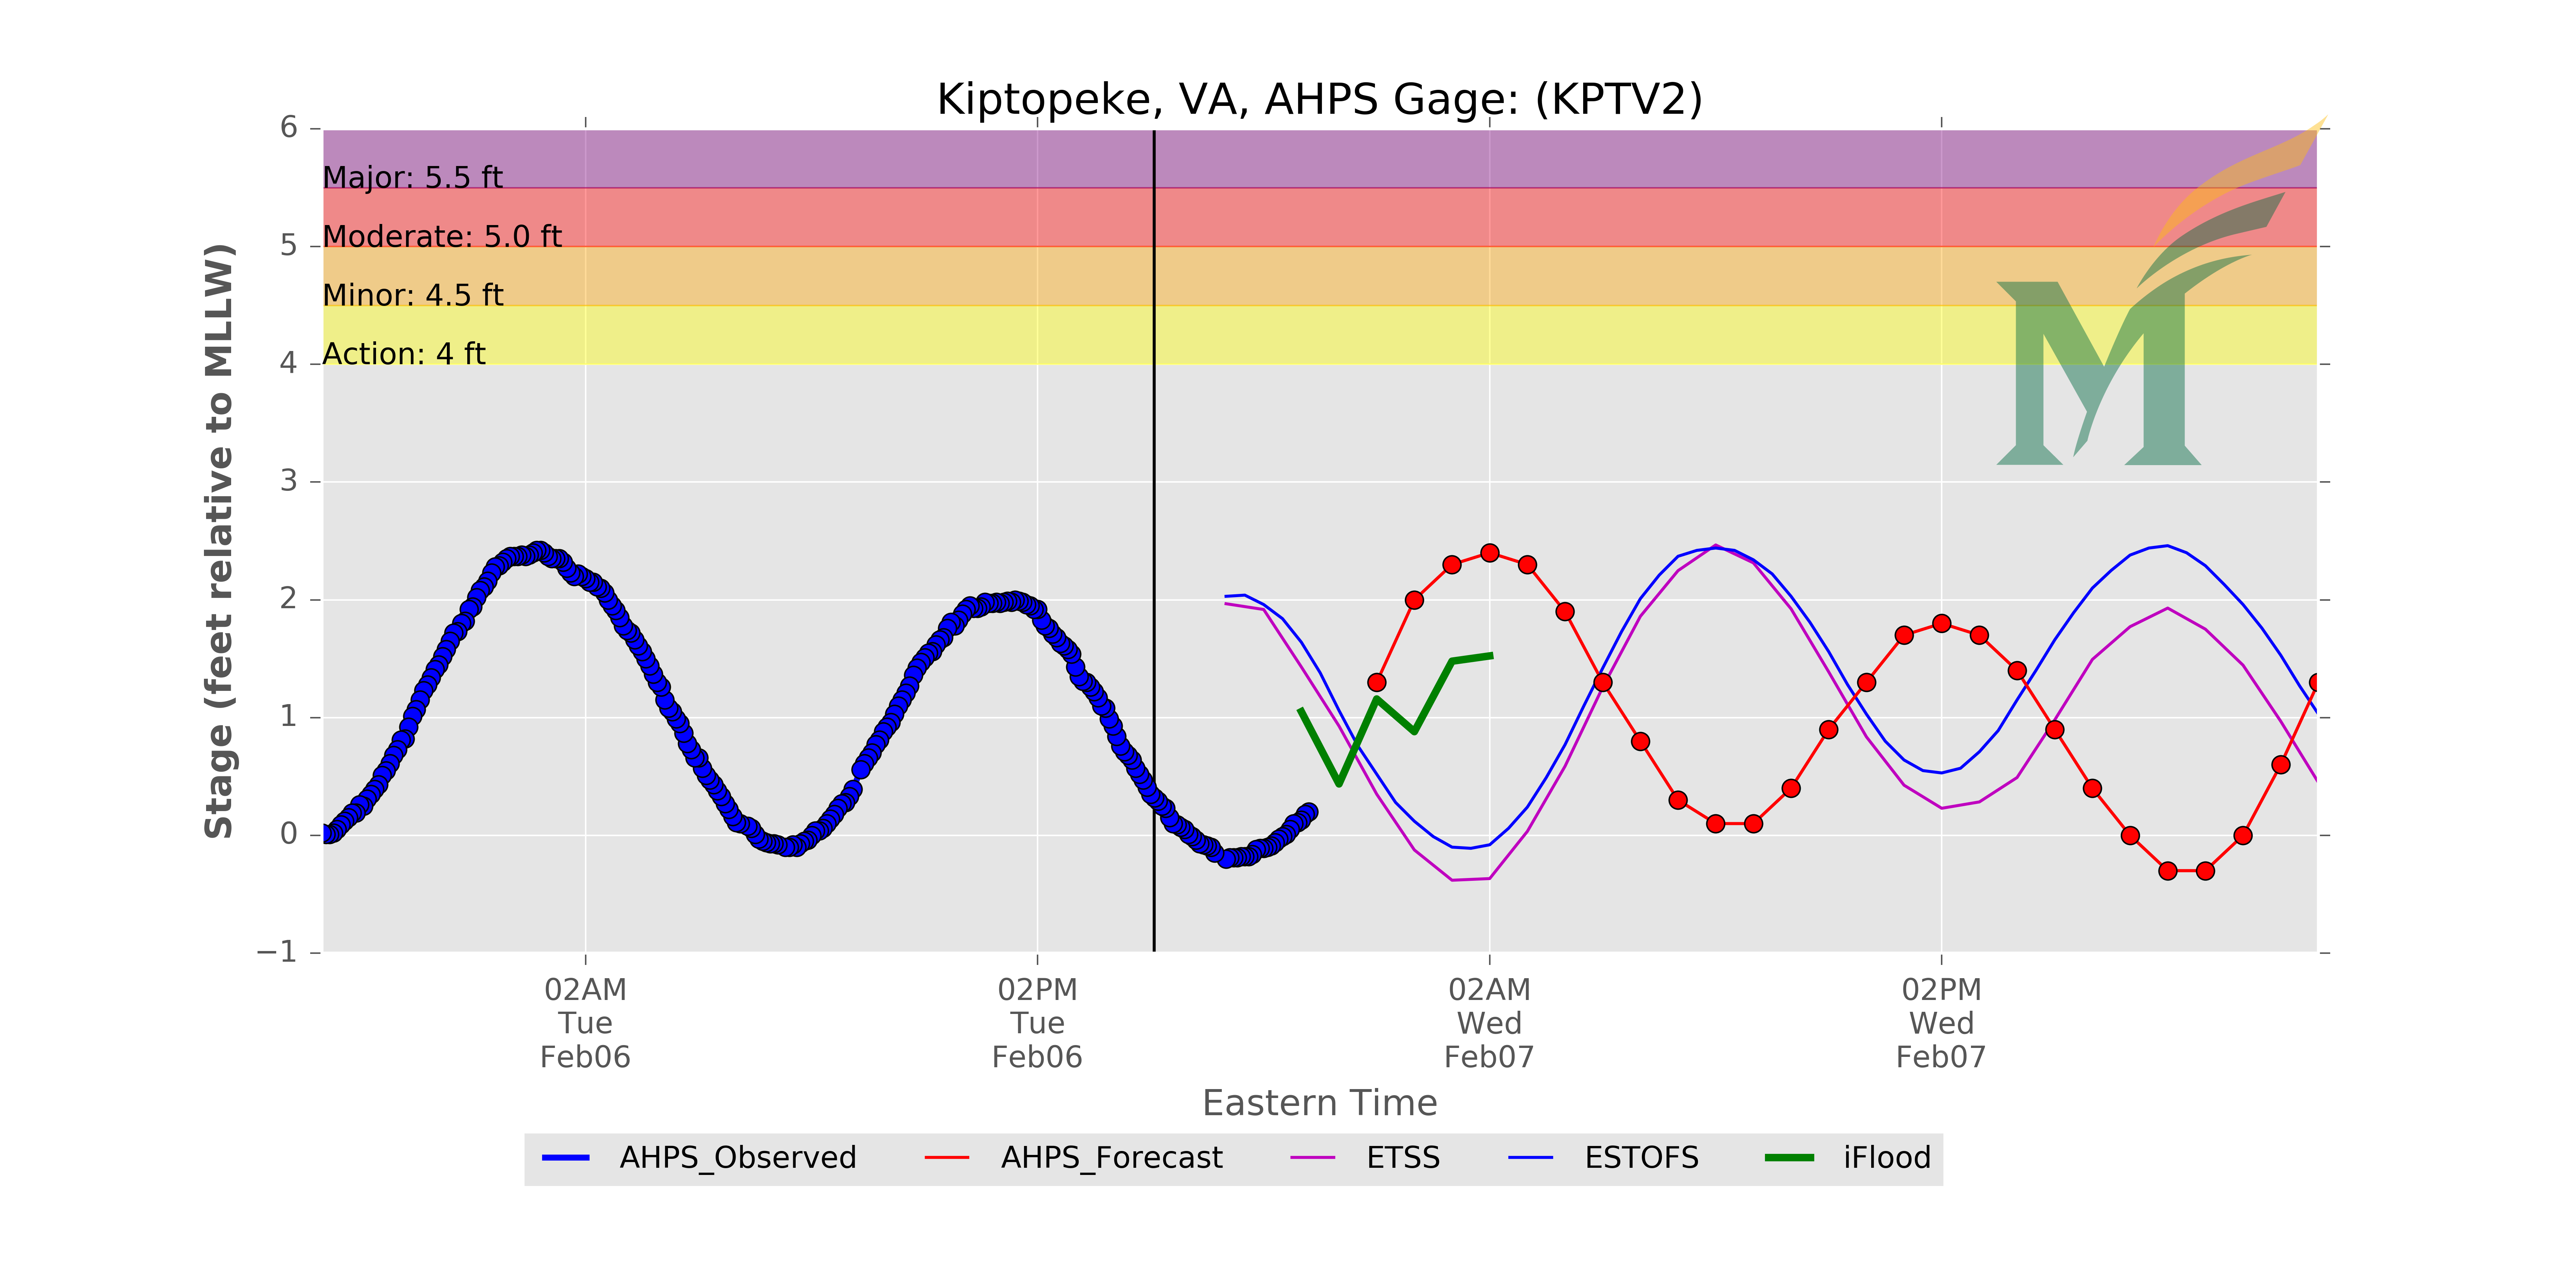 Kiptopeke, VA, AHPS Gage: (KPTV2)
6
5
4
3
2
1
0
−1
Stage (feet relative to MLLW)
Major: 5.5 ft
Moderate: 5.0 ft
Minor: 4.5 ft
Action: 4 ft
M
02AM
Tue
Feb06
02PM
Tue
Feb06
02AM
Wed
Feb07
02PM
Wed
Feb07
Eastern Time
AHPS_Observed
AHPS_Forecast
ETSS
ESTOFS
iFlood